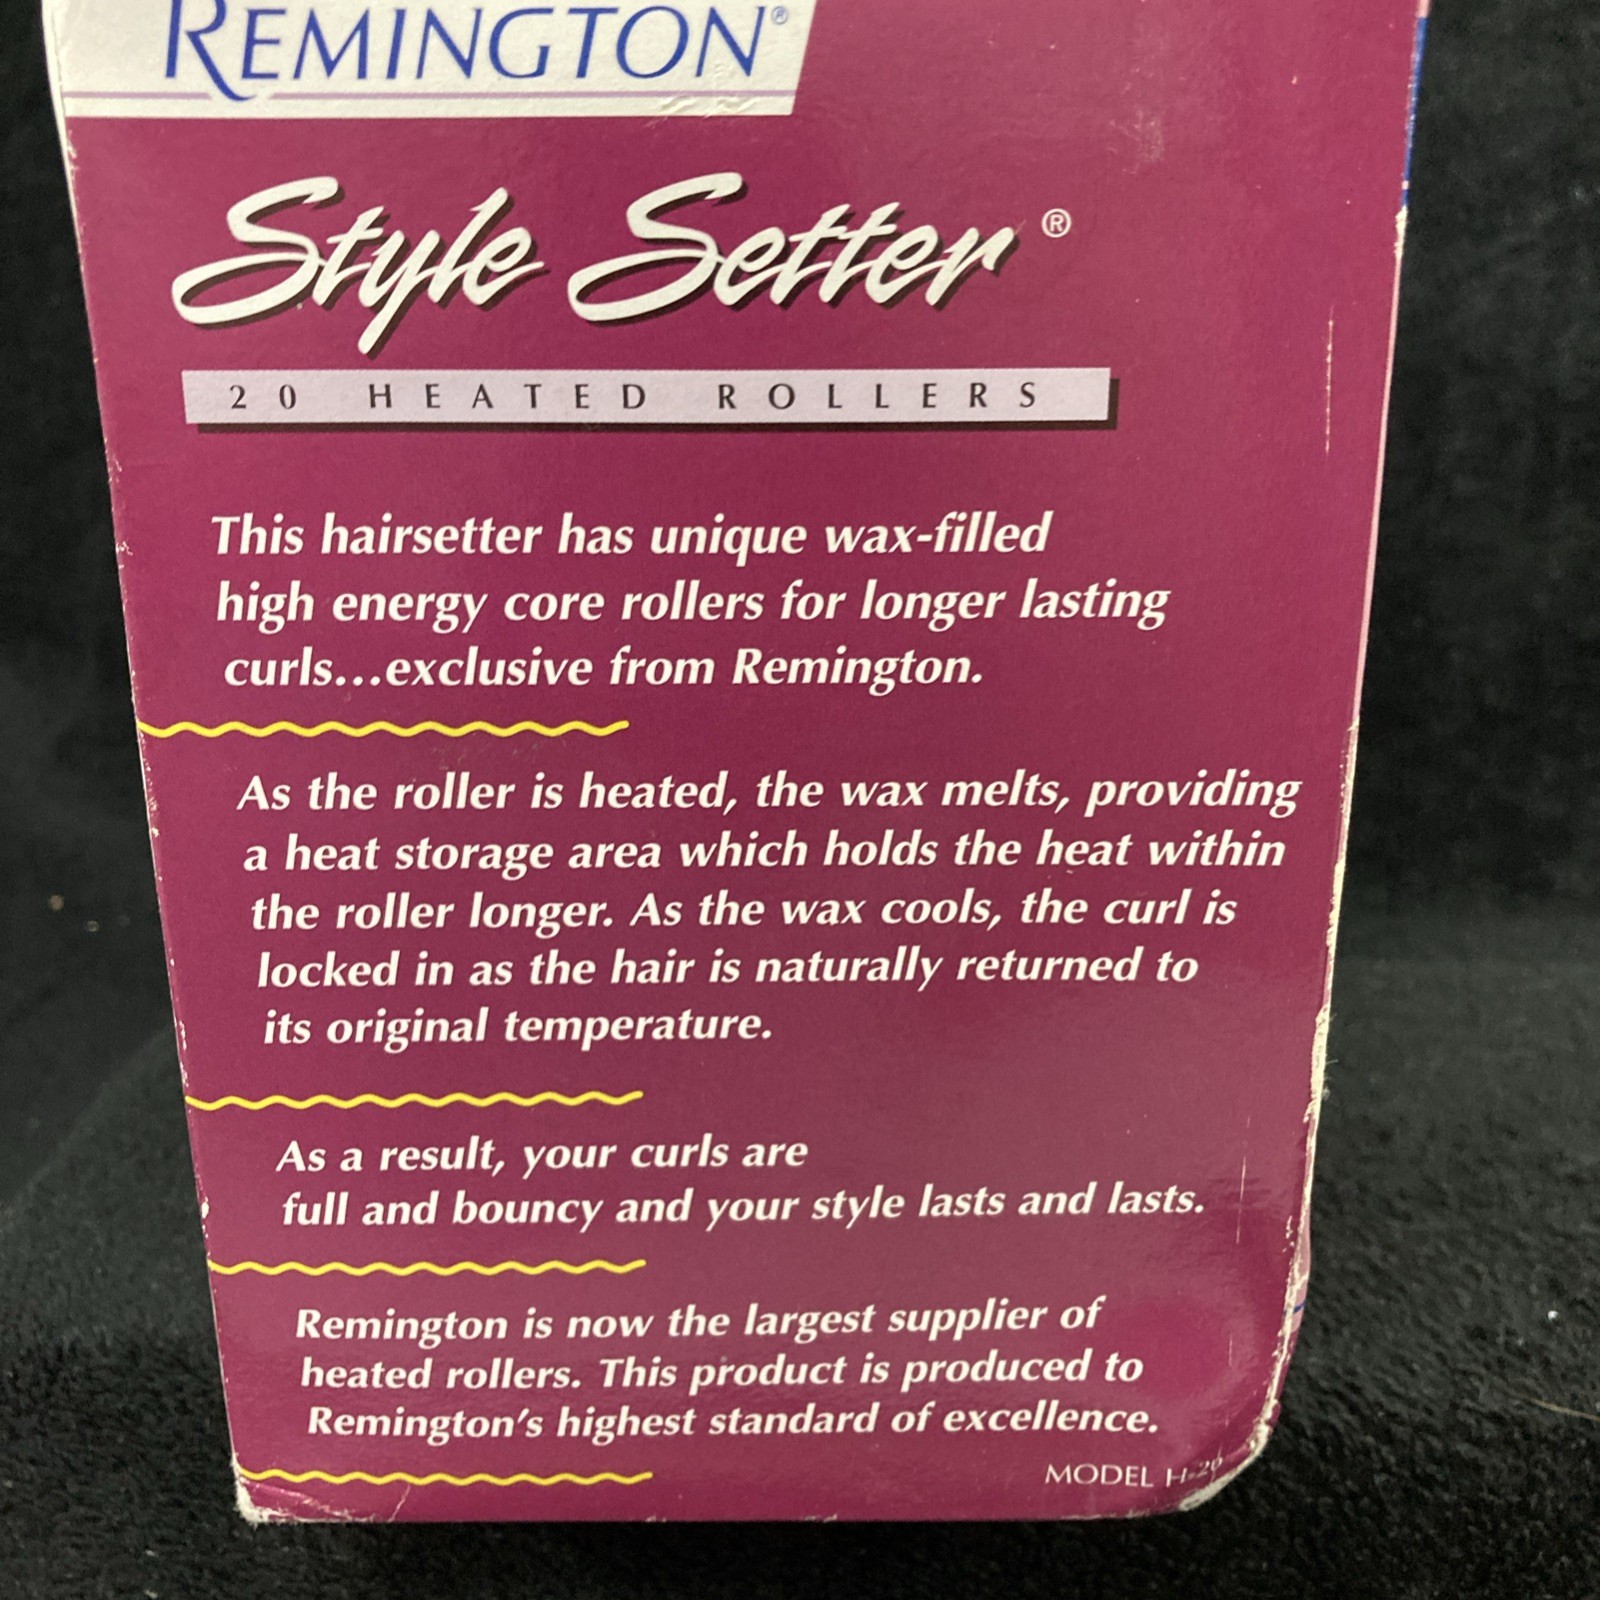 REMINGTON®
Style Setter®
20 HEATED ROLLERS
This hairsetter has unique wax-filled
high energy core rollers for longer lasting
curls...exclusive from Remington.
As the roller is heated, the wax melts, providing
a heat storage area which holds the heat within
the roller longer. As the wax cools, the curl is
locked in as the hair is naturally returned to
its original temperature.
As a result, your curls are
full and bouncy and your style lasts and lasts.
Remington is now the largest supplier of
heated rollers. This product is produced to
Remington's highest standard of excellence.
MODEL H-20